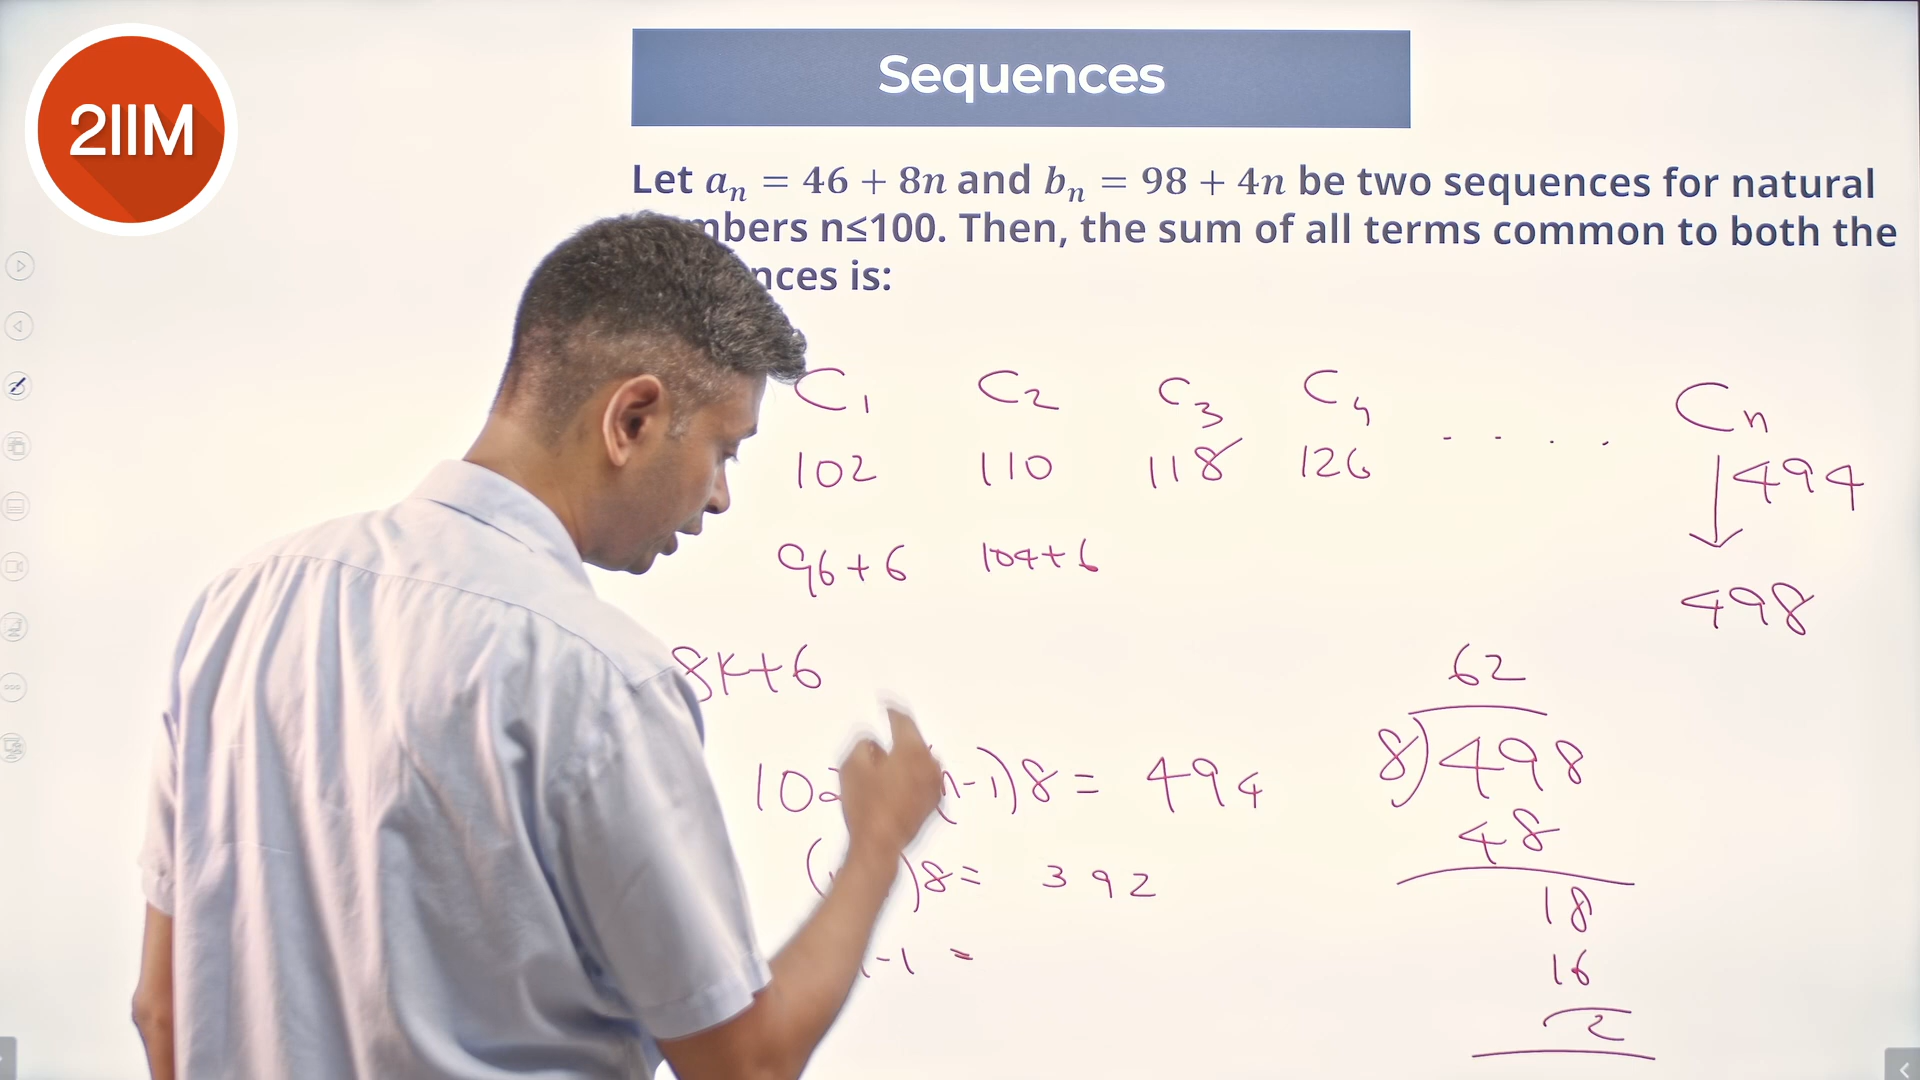 2IIM
Sequences
Let aₙ = 46 + 8n and bₙ = 98 + 4n be two sequences for natural
n≤100. Then, the sum of all terms common to both the
is:
C₁ C₂ C₃ C₄ . . . . Cₙ
102 110 118 126 494
96+6 104+6
498
8k+6
62
-1)8 = 494
8)498
48
)8= 392
18
-1 =
16
2